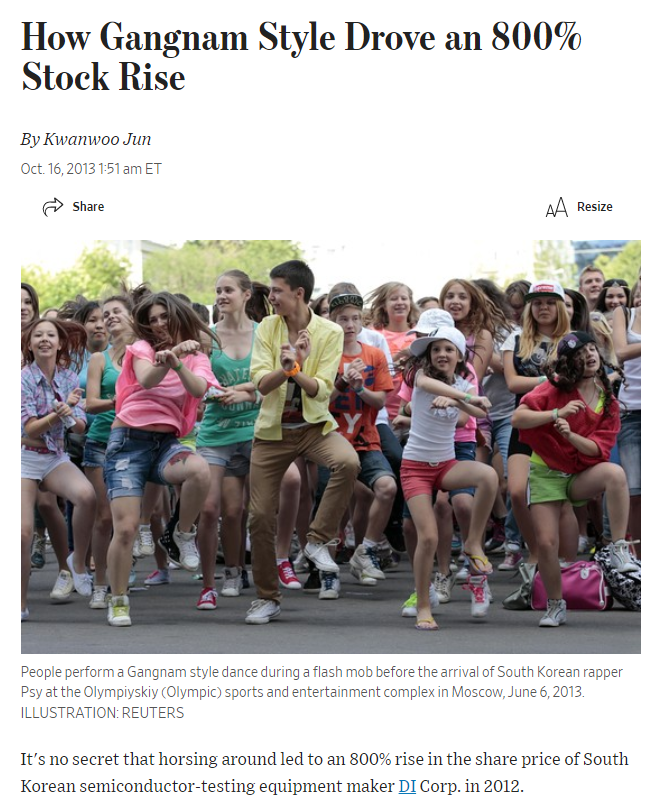 How Gangnam Style Drove an 800%
Stock Rise
By Kwanwoo Jun
Oct. 16, 2013 1:51 am ET
Share
AA Resize
People perform a Gangnam style dance during a flash mob before the arrival of South Korean rapper
Psy at the Olympiyskiy (Olympic) sports and entertainment complex in Moscow, June 6, 2013.
ILLUSTRATION: REUTERS
It's no secret that horsing around led to an 800% rise in the share price of South
Korean semiconductor-testing equipment maker DI Corp. in 2012.